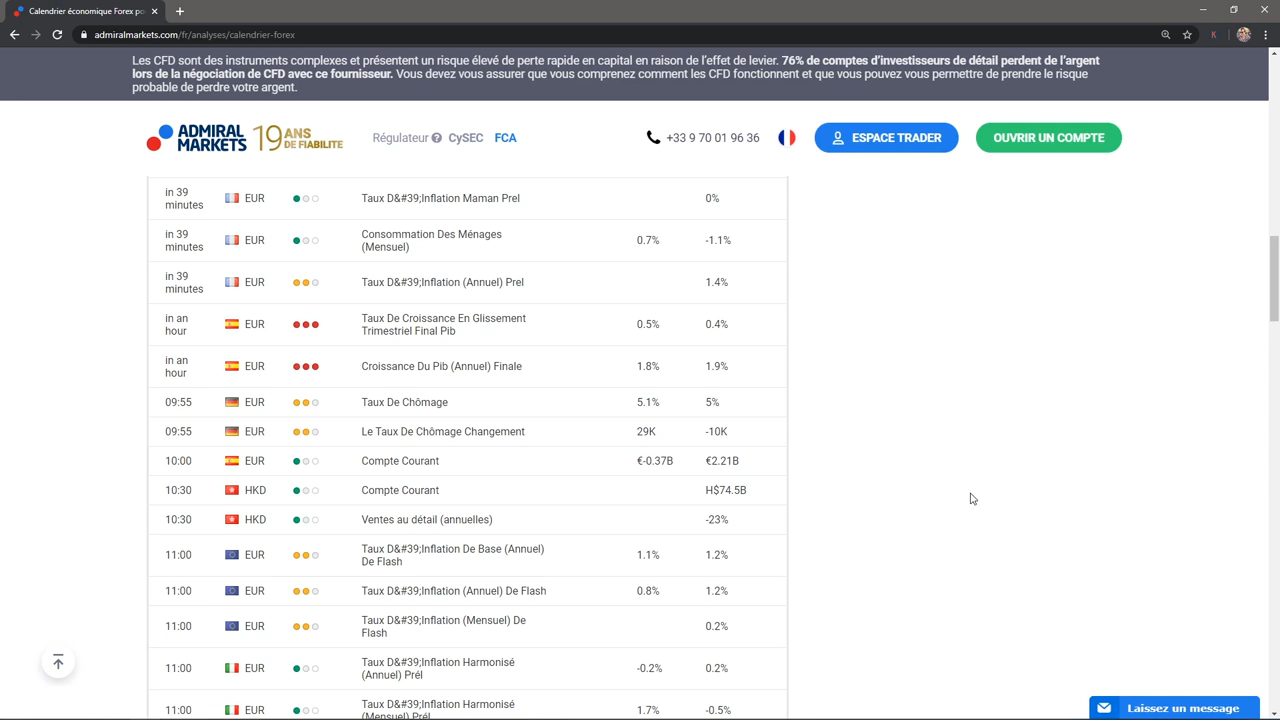 Calendrier économique Forex po
admiralmarkets.com/fr/analyses/calendrier-forex
K
Les CFD sont des instruments complexes et présentent un risque élevé de perte rapide en capital en raison de l'effet de levier. 76% de comptes d'investisseurs de détail perdent de l'argent
lors de la négociation de CFD avec ce fournisseur. Vous devez vous assurer que vous comprenez comment les CFD fonctionnent et que vous pouvez vous permettre de prendre le risque
probable de perdre votre argent.
ADMIRAL MARKETS 19 ANS DE FIABILITE
Régulateur ? CySEC FCA
+33 9 70 01 96 36
ESPACE TRADER
OUVRIR UN COMPTE
in 39 minutes EUR Taux D&#39;Inflation Maman Prel 0%
in 39 minutes EUR Consommation Des Ménages (Mensuel) 0.7% -1.1%
in 39 minutes EUR Taux D&#39;Inflation (Annuel) Prel 1.4%
in an hour EUR Taux De Croissance En Glissement Trimestriel Final Pib 0.5% 0.4%
in an hour EUR Croissance Du Pib (Annuel) Finale 1.8% 1.9%
09:55 EUR Taux De Chômage 5.1% 5%
09:55 EUR Le Taux De Chômage Changement 29K -10K
10:00 EUR Compte Courant €-0.37B €2.21B
10:30 HKD Compte Courant H$74.5B
10:30 HKD Ventes au détail (annuelles) -23%
11:00 EUR Taux D&#39;Inflation De Base (Annuel) De Flash 1.1% 1.2%
11:00 EUR Taux D&#39;Inflation (Annuel) De Flash 0.8% 1.2%
11:00 EUR Taux D&#39;Inflation (Mensuel) De Flash 0.2%
11:00 EUR Taux D&#39;Inflation Harmonisé (Annuel) Prél -0.2% 0.2%
11:00 EUR Taux D&#39;Inflation Harmonisé (Mensuel) Prél 1.7% -0.5%
Laissez un message